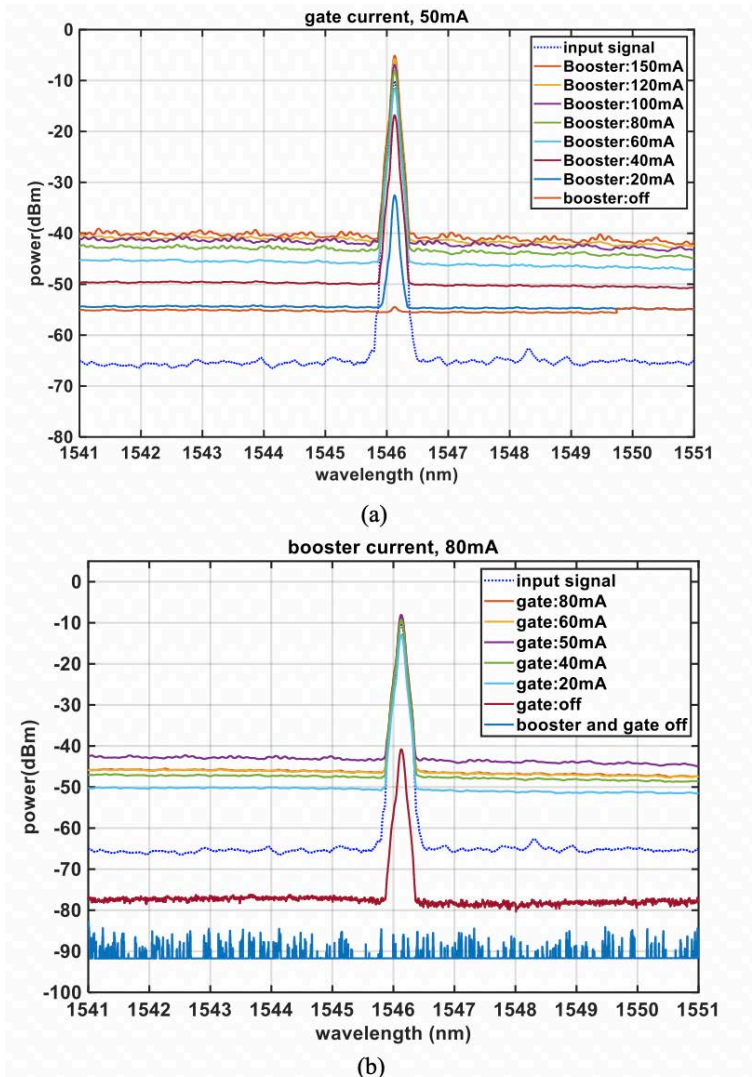 gate current, 50mA
0
-10
-20
-30
-40
-50
-60
-70
-80
power(dBm)
input signal
Booster:150mA
Booster:120mA
Booster:100mA
Booster:80mA
Booster:60mA
Booster:40mA
Booster:20mA
booster:off
1541 1542 1543 1544 1545 1546 1547 1548 1549 1550 1551
wavelength (nm)
(a)
booster current, 80mA
0
-10
-20
-30
-40
-50
-60
-70
-80
-90
-100
power(dBm)
input signal
gate:80mA
gate:60mA
gate:50mA
gate:40mA
gate:20mA
gate:off
booster and gate off
1541 1542 1543 1544 1545 1546 1547 1548 1549 1550 1551
wavelength (nm)
(b)